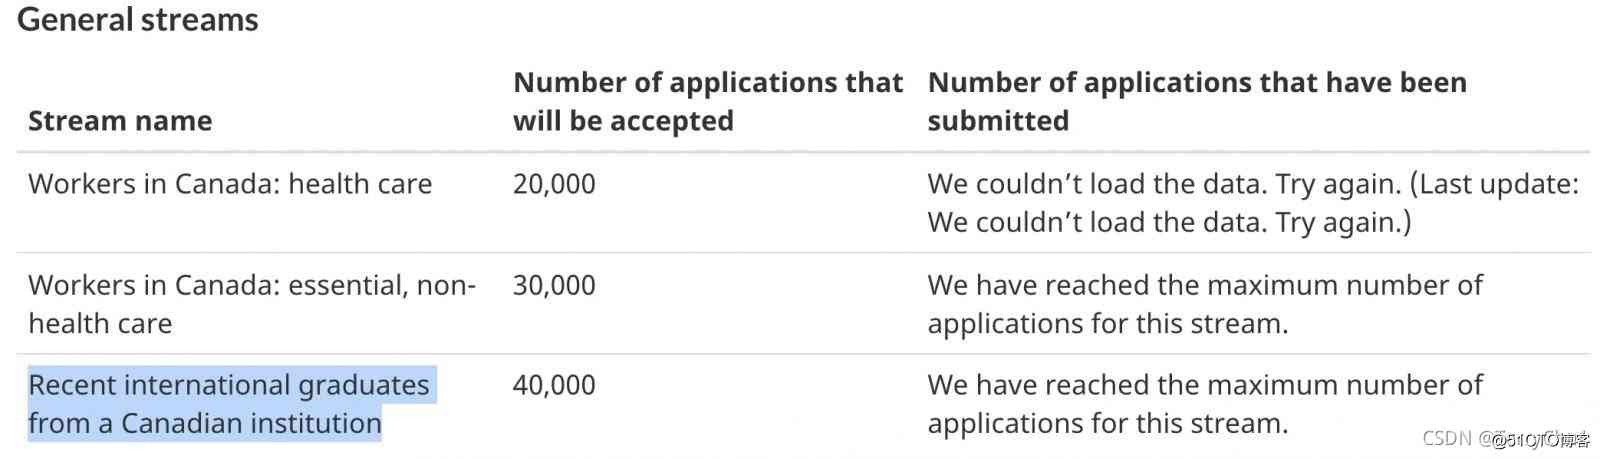 General streams
Number of applications that
Number of applications that have been
Stream name
will be accepted
submitted
Workers in Canada: health care
20,000
We couldn’t load the data. Try again. (Last update:
We couldn’t load the data. Try again.)
Workers in Canada: essential, non-
health care
30,000
We have reached the maximum number of
applications for this stream.
Recent international graduates
from a Canadian institution
40,000
We have reached the maximum number of
applications for this stream.
CSDN
@51CTO博客